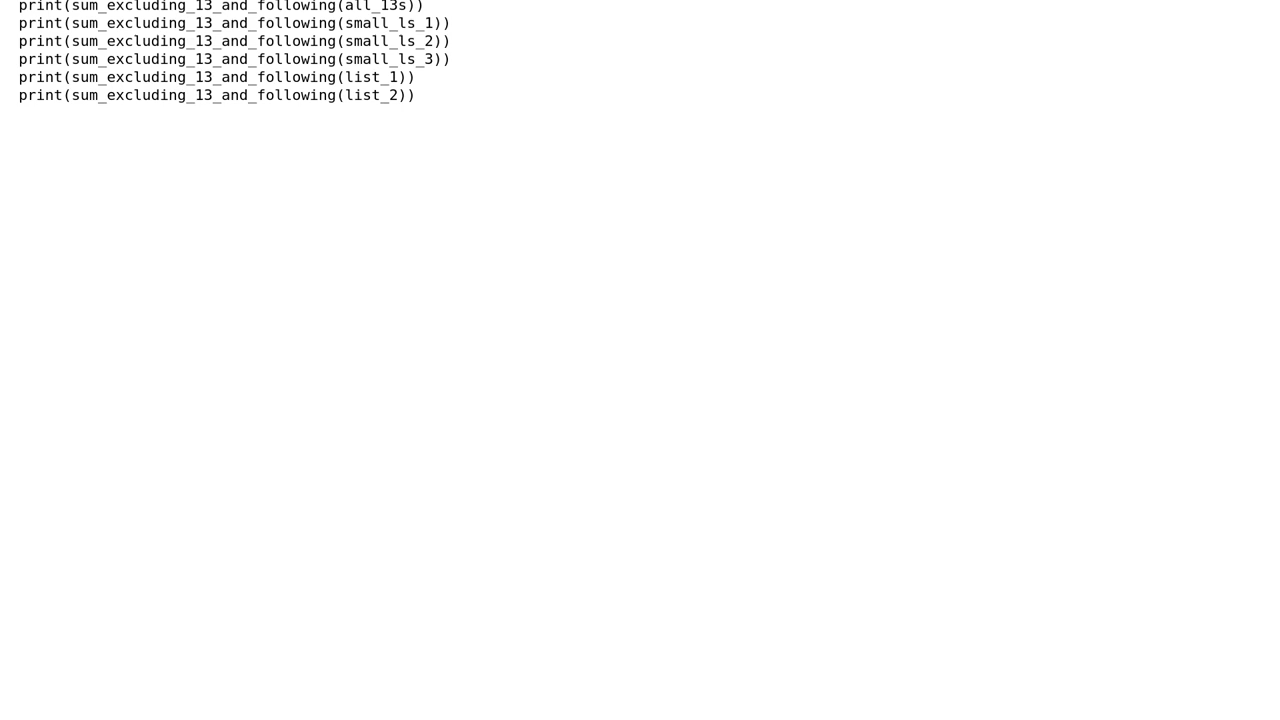 print(sum_excluding_13_and_following(all_13s))
print(sum_excluding_13_and_following(small_ls_1))
print(sum_excluding_13_and_following(small_ls_2))
print(sum_excluding_13_and_following(small_ls_3))
print(sum_excluding_13_and_following(list_1))
print(sum_excluding_13_and_following(list_2))